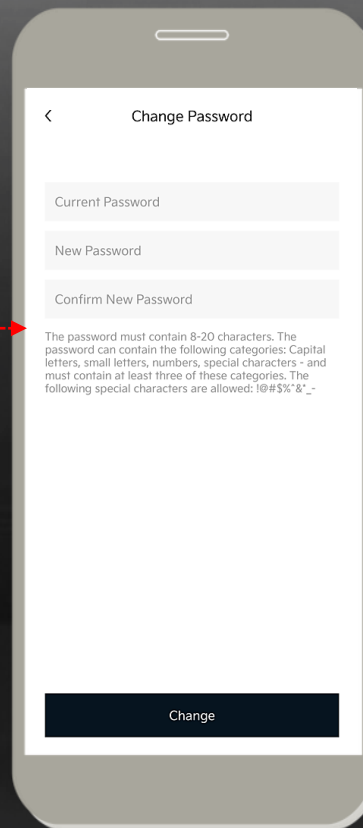 Change Password
Current Password
New Password
Confirm New Password
The password must contain 8-20 characters. The
password can contain the following categories: Capital
letters, small letters, numbers, special characters - and
must contain at least three of these categories. The
following special characters are allowed: !@#$%^&*_-
Change